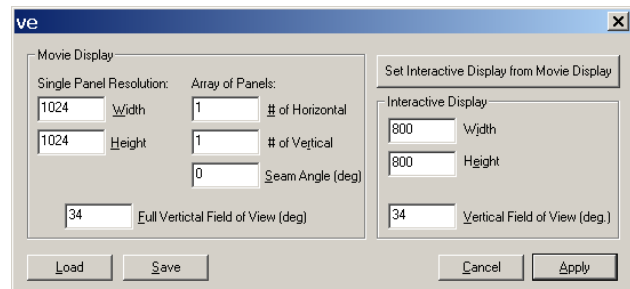 ve
Movie Display
Single Panel Resolution:
1024 Width
1024 Height
Array of Panels:
1 # of Horizontal
1 # of Vertical
0 Seam Angle (deg)
34 Full Vertictal Field of View (deg)
Set Interactive Display from Movie Display
Interactive Display
800 Width
800 Height
34 Vertical Field of View (deg.)
Load Save Cancel Apply